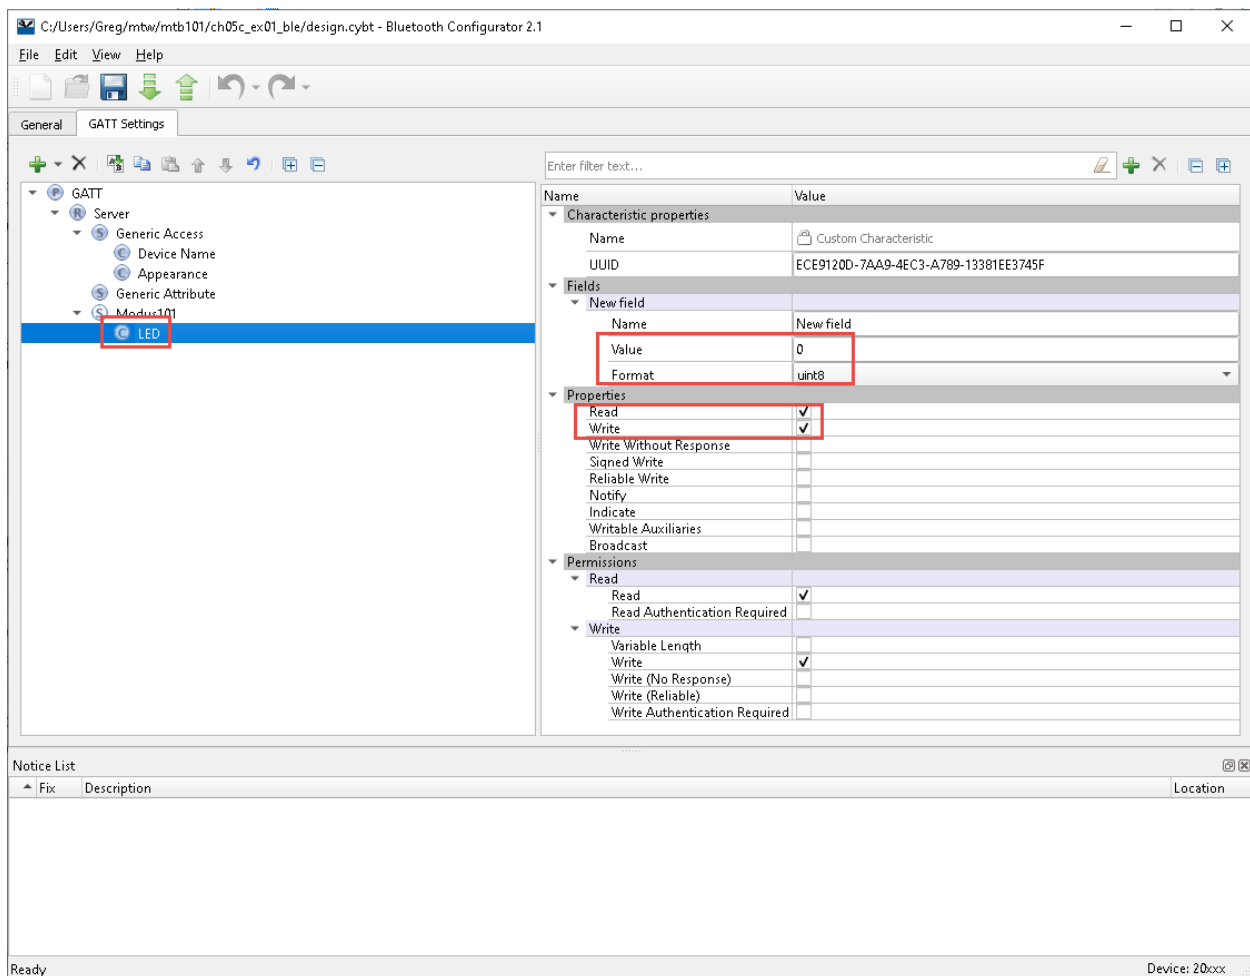 C:/Users/Greg/mtw/mtb101/ch05c_ex01_ble/design.cybt - Bluetooth Configurator 2.1
File Edit View Help
General GATT Settings
Enter filter text...
GATT
Server
Generic Access
Device Name
Appearance
Generic Attribute
Modus101
LED
Name Value
Characteristic properties
Name Custom Characteristic
UUID ECE9120D-7AA9-4EC3-A789-13381EE3745F
Fields
New field
Name New field
Value 0
Format uint8
Properties
Read
Write
Write Without Response
Signed Write
Reliable Write
Notify
Indicate
Writable Auxiliaries
Broadcast
Permissions
Read
Read
Read Authentication Required
Write
Variable Length
Write
Write (No Response)
Write (Reliable)
Write Authentication Required
Notice List
Fix Description Location
Ready Device: 20xxx